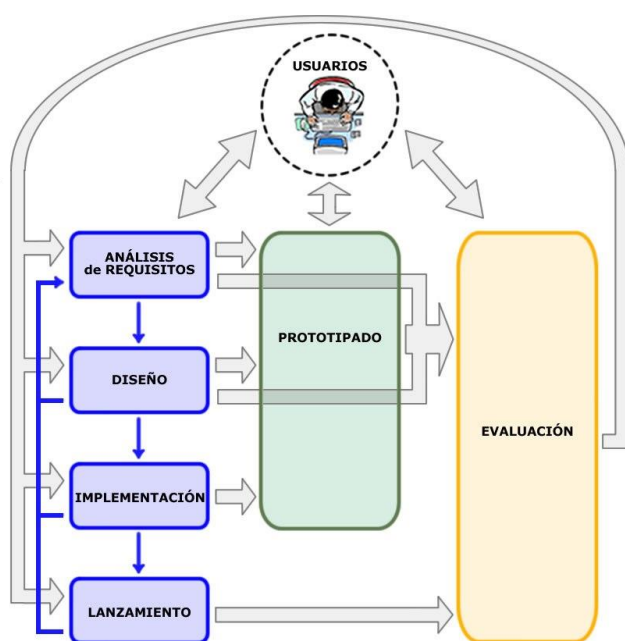 USUARIOS
ANÁLISIS
de REQUISITOS
PROTOTIPADO
DISEÑO
EVALUACIÓN
IMPLEMENTACIÓN
LANZAMIENTO